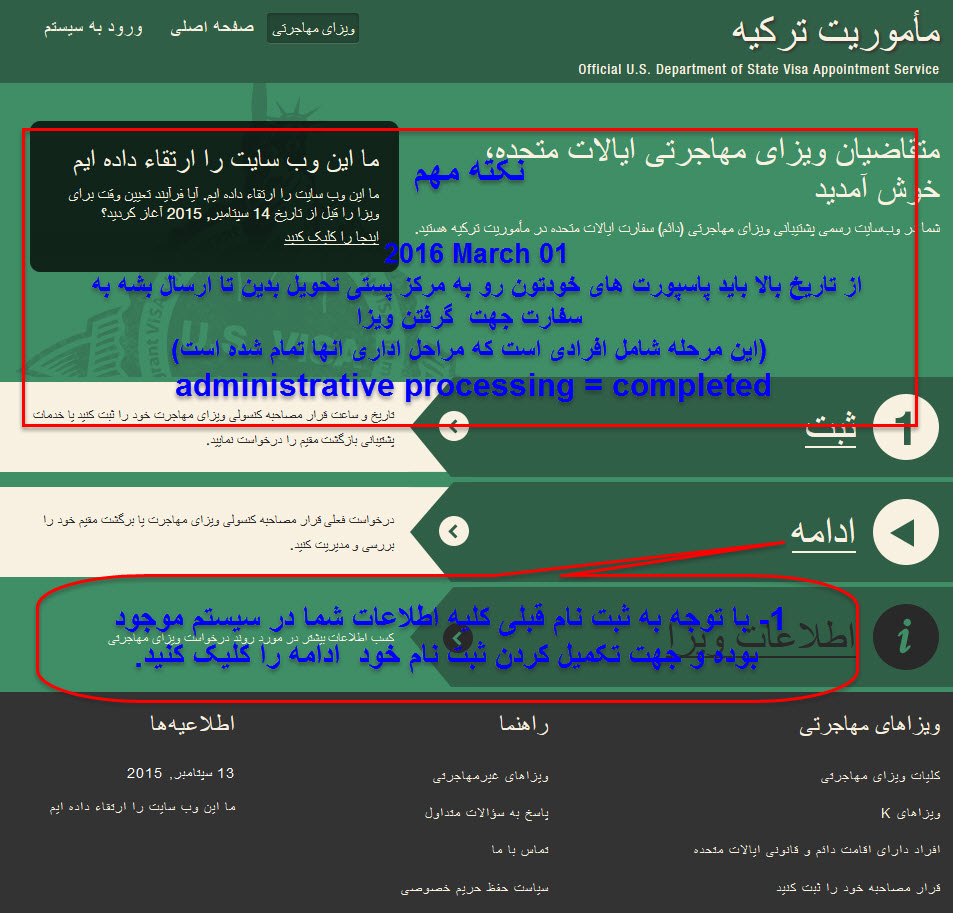 مأموریت ترکیه
Official U.S. Department of State Visa Appointment Service
ویزای مهاجرتی
صفحه اصلی
ورود به سیستم
متقاضیان ویزای مهاجرتی ایالات متحده،
خوش آمدید
شما در وب‌سایت رسمی پشتیبانی ویزای مهاجرتی (دائم) سفارت ایالات متحده در مأموریت ترکیه هستید.
ما این وب سایت را ارتقاء داده ایم
ما این وب سایت را ارتقاء داده ایم. آیا فرآیند تعیین وقت برای
ویزا را قبل از تاریخ 14 سپتامبر, 2015 آغاز کردید؟
اینجا را کلیک کنید
نکته مهم
2016 March 01
از تاریخ بالا باید پاسپورت های خودتون رو به مرکز پستی تحویل بدین تا ارسال بشه به
سفارت جهت گرفتن ویزا
(این مرحله شامل افرادی است که مراحل اداری انها تمام شده است)
administrative processing = completed
U.S. VISA
1
ثبت
تاریخ و ساعت قرار مصاحبه کنسولی ویزای مهاجرت خود را ثبت کنید یا خدمات
پشتیبانی بازگشت مقیم را درخواست نمایید.
ادامه
درخواست فعلی قرار مصاحبه کنسولی ویزای مهاجرت یا برگشت مقیم خود را
بررسی و مدیریت کنید.
i
اطلاعات ویزا
کسب اطلاعات بیشتر در مورد روند درخواست ویزای مهاجرتی
1- با توجه به ثبت نام قبلی کلیه اطلاعات شما در سیستم موجود
بوده و جهت تکمیل کردن ثبت نام خود ادامه را کلیک کنید.
ویزاهای مهاجرتی
کلیات ویزای مهاجرتی
ویزاهای K
افراد دارای اقامت دائم و قانونی ایالات متحده
قرار مصاحبه خود را ثبت کنید
راهنما
ویزاهای غیرمهاجرتی
پاسخ به سؤالات متداول
تماس با ما
سیاست حفظ حریم خصوصی
اطلاعیه‌ها
13 سپتامبر, 2015
ما این وب سایت را ارتقاء داده ایم